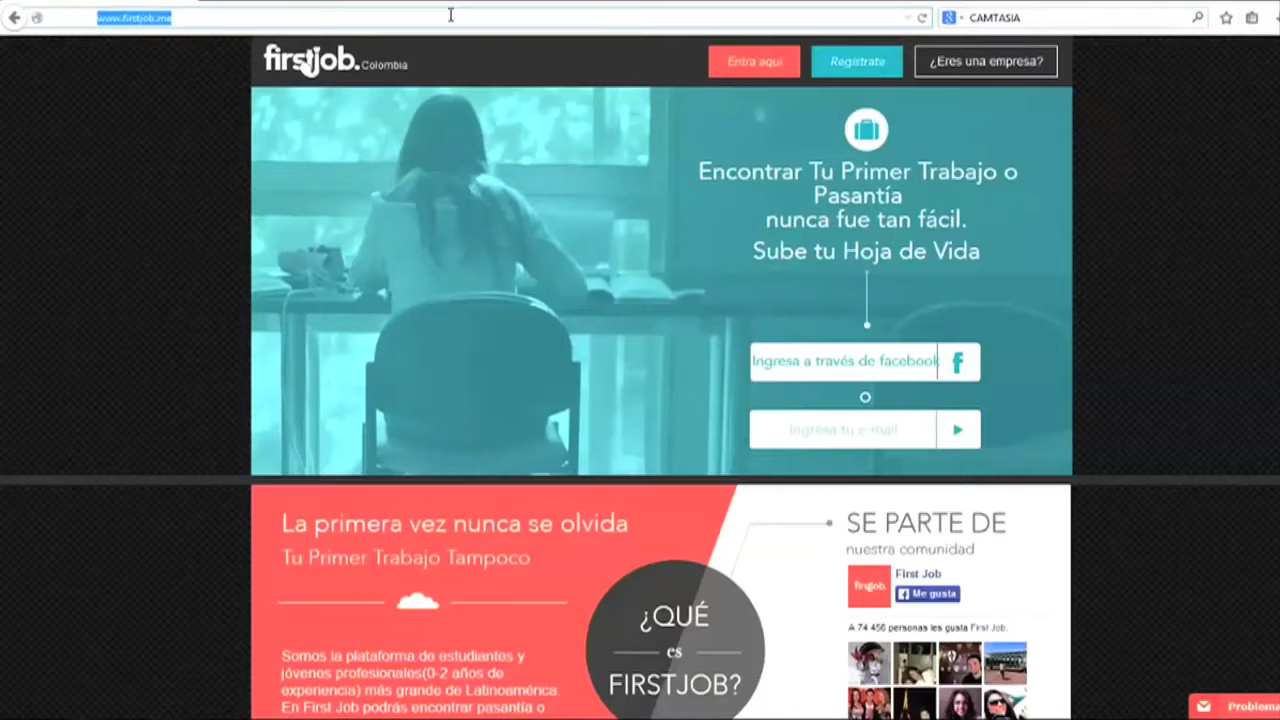 www.firstjob.me
CAMTASIA
firstjob.Colombia
Entra aquí
Regístrate
¿Eres una empresa?
Encontrar Tu Primer Trabajo o
Pasantía
nunca fue tan fácil.
Sube tu Hoja de Vida
Ingresa a través de facebook
Ingresa tu e-mail
La primera vez nunca se olvida
Tu Primer Trabajo Tampoco
Somos la plataforma de estudiantes y
jóvenes profesionales(0-2 años de
experiencia) más grande de Latinoamérica.
En First Job podrás encontrar pasantía o
¿QUÉ
es
FIRSTJOB?
SE PARTE DE
nuestra comunidad
firstjob.
First Job
Me gusta
A 74 456 personas les gusta First Job.
Problema